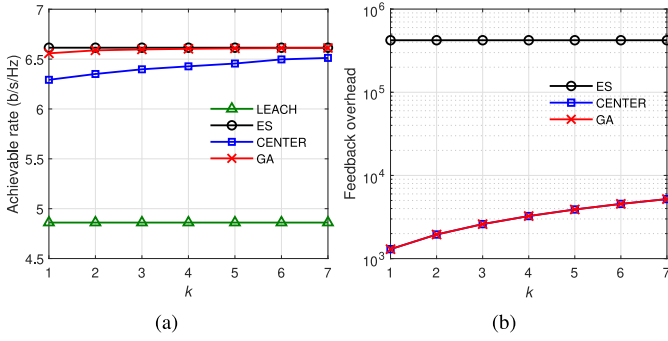 7
6.5
6
5.5
5
4.5
Achievable rate (b/s/Hz)
LEACH
ES
CENTER
GA
1 2 3 4 5 6 7
k
(a)
10^6
10^5
10^4
10^3
Feedback overhead
ES
CENTER
GA
1 2 3 4 5 6 7
k
(b)